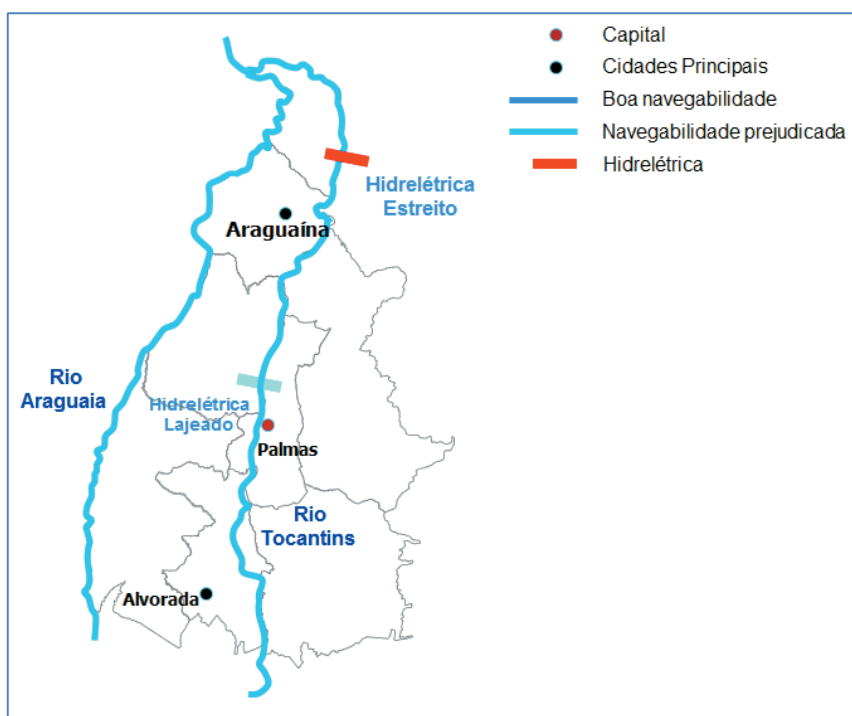 Capital
Cidades Principais
Boa navegabilidade
Navegabilidade prejudicada
Hidrelétrica
Hidrelétrica
Estreito
Araguaína
Rio
Araguaia
Hidrelétrica
Lajeado
Palmas
Rio
Tocantins
Alvorada